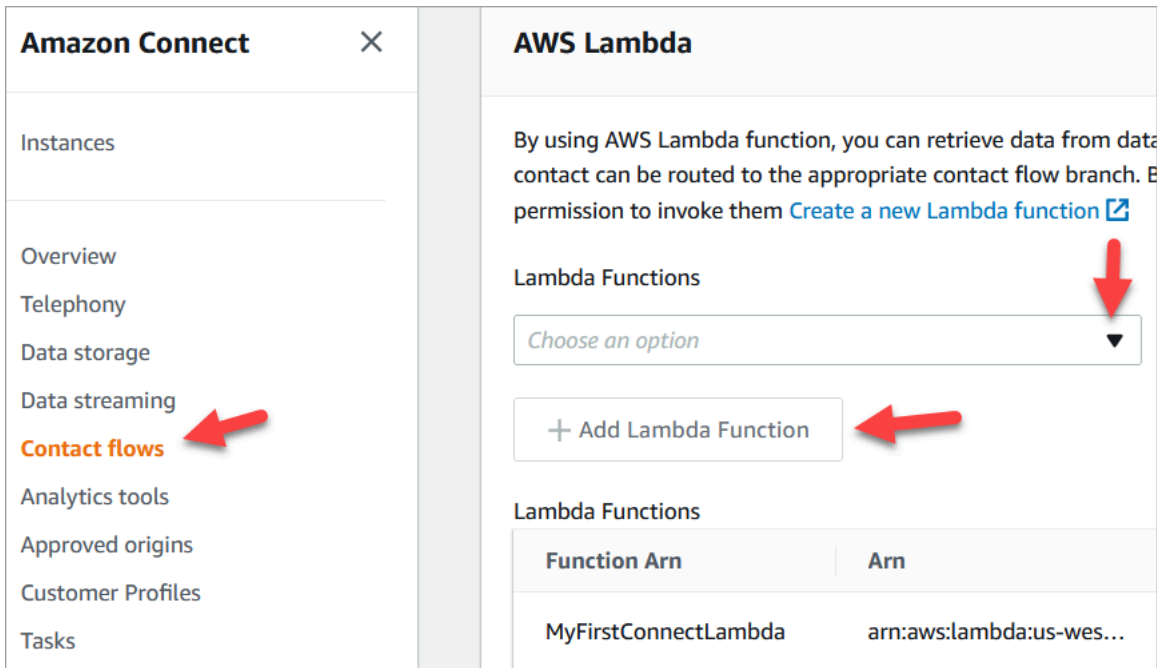 Amazon Connect
Instances
Overview
Telephony
Data storage
Data streaming
Contact flows
Analytics tools
Approved origins
Customer Profiles
Tasks
AWS Lambda
By using AWS Lambda function, you can retrieve data from data
contact can be routed to the appropriate contact flow branch. B
permission to invoke them Create a new Lambda function
Lambda Functions
Choose an option
+ Add Lambda Function
Lambda Functions
Function Arn Arn
MyFirstConnectLambda arn:aws:lambda:us-wes...